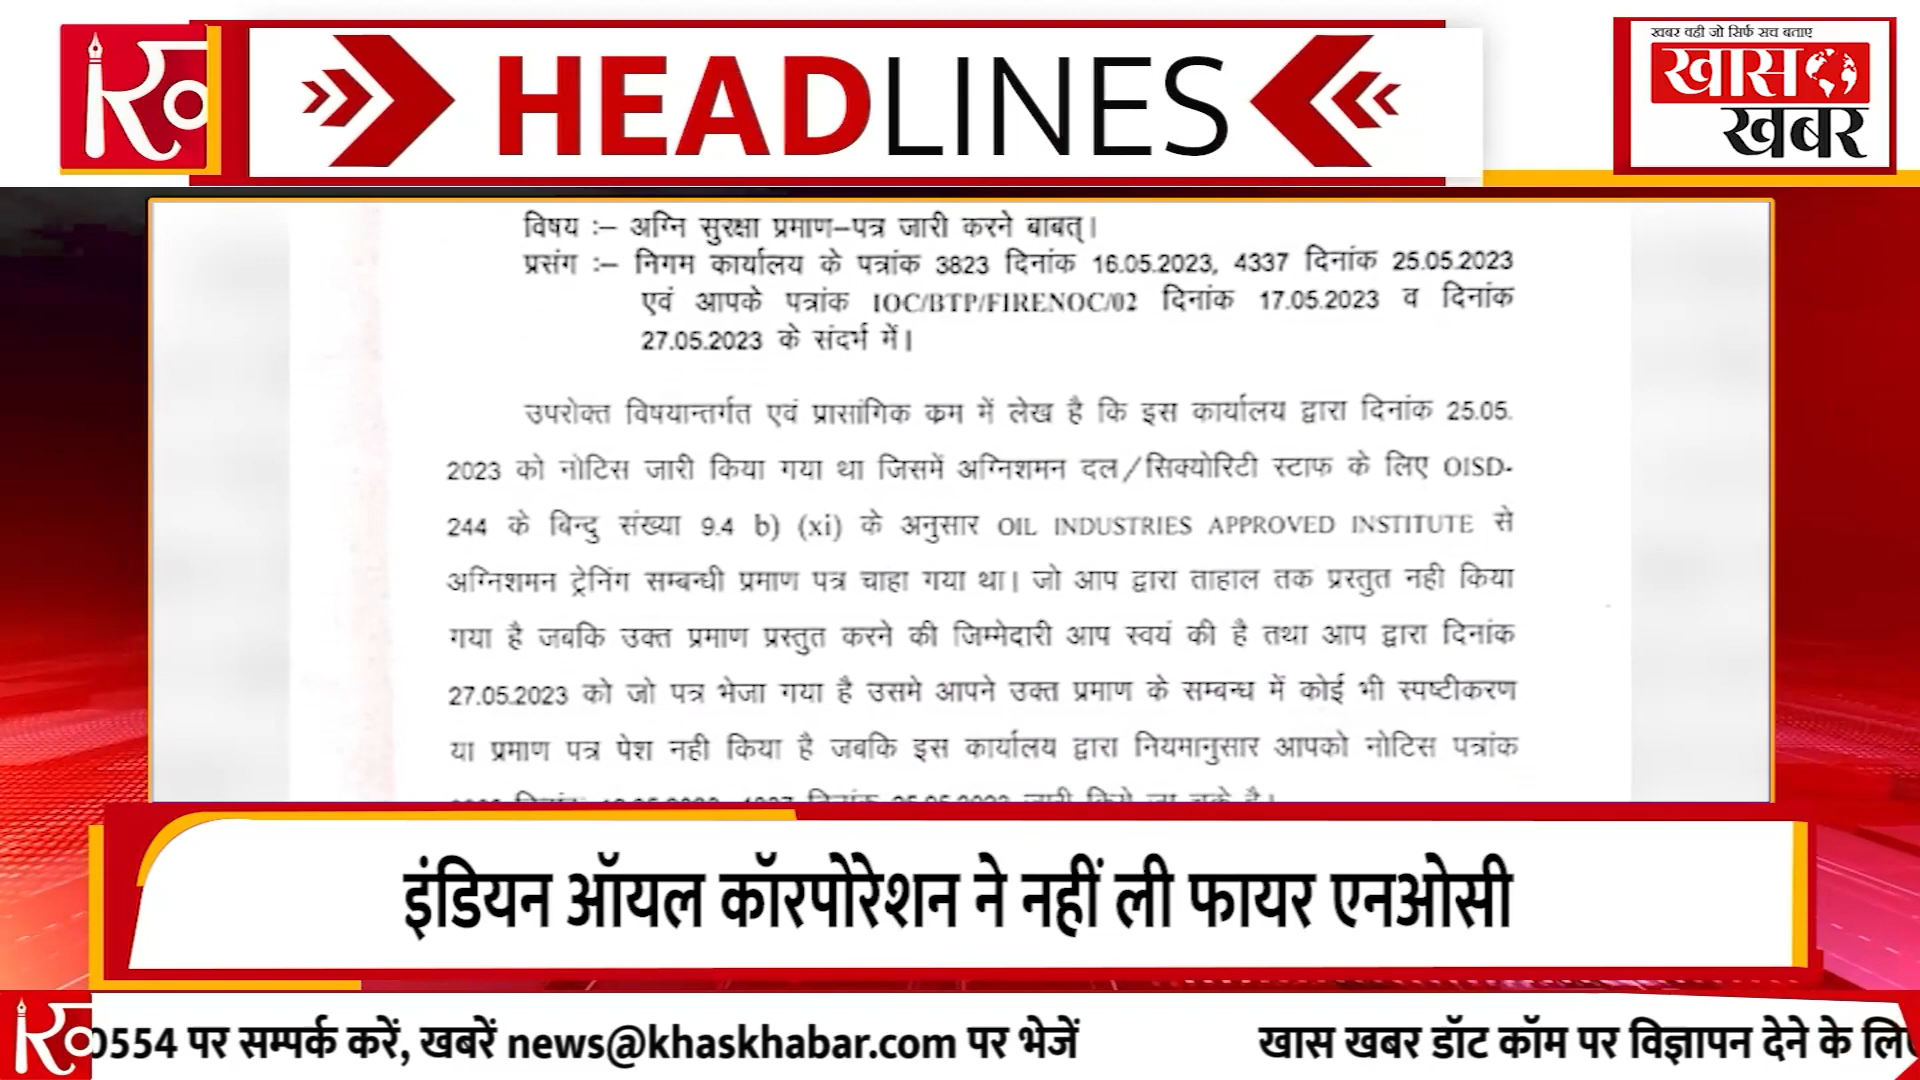 HEADLINES
खबर वही जो सिर्फ सच बताए
खास
खबर
विषय :– अग्नि सुरक्षा प्रमाण–पत्र जारी करने बाबत्।
प्रसंग :– निगम कार्यालय के पत्रांक 3823 दिनांक 16.05.2023, 4337 दिनांक 25.05.2023
एवं आपके पत्रांक IOC/BTP/FIRENOC/02 दिनांक 17.05.2023 व दिनांक
27.05.2023 के संदर्भ में।
उपरोक्त विषयान्तर्गत एवं प्रासांगिक क्रम में लेख है कि इस कार्यालय द्वारा दिनांक 25.05.
2023 को नोटिस जारी किया गया था जिसमें अग्निशमन दल/सिक्योरिटी स्टाफ के लिए OISD-
244 के बिन्दु संख्या 9.4 b) (xi) के अनुसार OIL INDUSTRIES APPROVED INSTITUTE से
अग्निशमन ट्रेनिंग सम्बन्धी प्रमाण पत्र चाहा गया था। जो आप द्वारा ताहाल तक प्रस्तुत नही किया
गया है जबकि उक्त प्रमाण प्रस्तुत करने की जिम्मेदारी आप स्वयं की है तथा आप द्वारा दिनांक
27.05.2023 को जो पत्र भेजा गया है उसमे आपने उक्त प्रमाण के सम्बन्ध में कोई भी स्पष्टीकरण
या प्रमाण पत्र पेश नही किया है जबकि इस कार्यालय द्वारा नियमानुसार आपको नोटिस पत्रांक
इंडियन ऑयल कॉरपोरेशन ने नहीं ली फायर एनओसी
0554 पर सम्पर्क करें, खबरें news@khaskhabar.com पर भेजें खास खबर डॉट कॉम पर विज्ञापन देने के